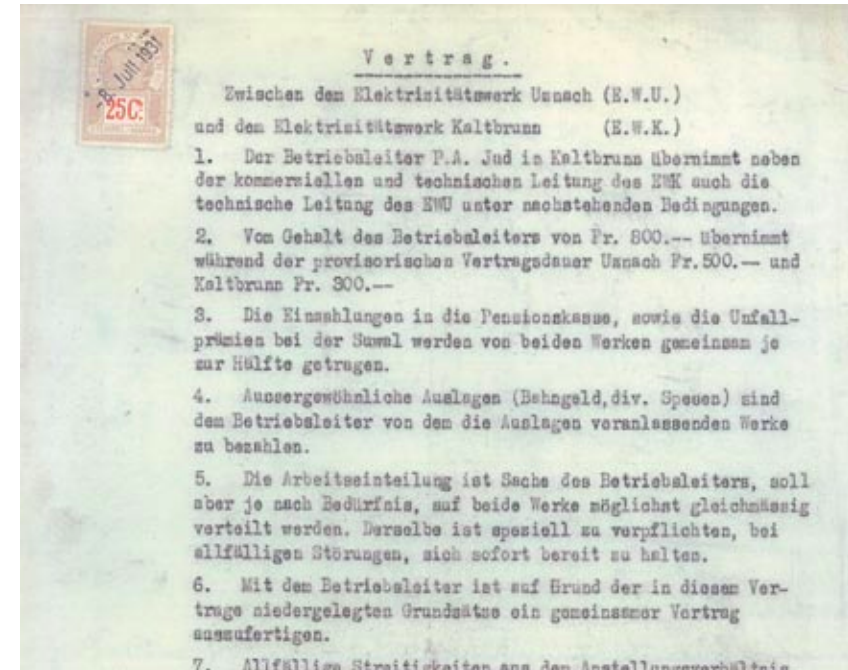 8. JULI 1931
25C.
Vertrag.
Zwischen dem Elektrizitätswerk Uznach (E.W.U.)
und dem Elektrizitätswerk Kaltbrunn (E.W.K.)
1. Der Betriebsleiter P.A. Jud in Kaltbrunn übernimmt neben
der kommerziellen und technischen Leitung des EWK auch die
technische Leitung des EWU unter nachstehenden Bedingungen.
2. Vom Gehalt des Betriebsleiters von Fr. 800.-- übernimmt
während der provisorischen Vertragsdauer Uznach Fr.500.-- und
Kaltbrunn Fr. 300.--
3. Die Einzahlungen in die Pensionskasse, sowie die Unfall-
prämien bei der Suval werden von beiden Werken gemeinsam je
zur Hälfte getragen.
4. Aussergewöhnliche Auslagen (Bahngeld,div. Spesen) sind
dem Betriebsleiter von dem die Auslagen veranlassenden Werke
zu bezahlen.
5. Die Arbeitseinteilung ist Sache des Betriebsleiters, soll
aber je nach Bedürfnis, auf beide Werke möglichst gleichmässig
verteilt werden. Derselbe ist speziell zu verpflichten, bei
allfälligen Störungen, sich sofort bereit zu halten.
6. Mit dem Betriebsleiter ist auf Grund der in diesem Ver-
trage niedergelegten Grundsätze ein gemeinsamer Vertrag
auszufertigen.
7. Allfällige Streitigkeiten aus dem Anstellungsverhältnis